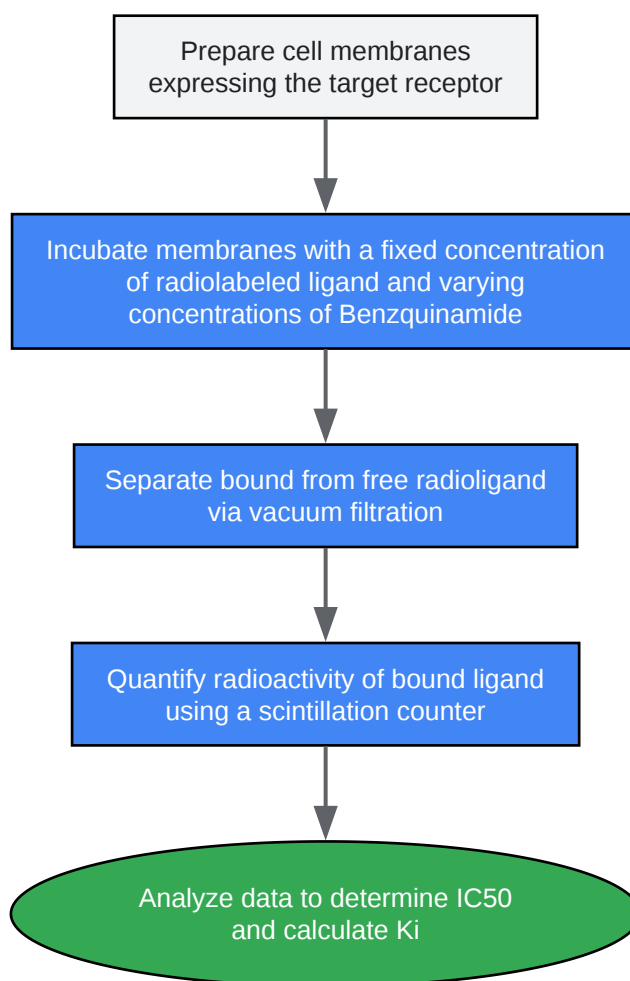 Prepare cell membranes
expressing the target receptor
Incubate membranes with a fixed concentration
of radiolabeled ligand and varying
concentrations of Benzquinamide
Separate bound from free radioligand
via vacuum filtration
Quantify radioactivity of bound ligand
using a scintillation counter
Analyze data to determine IC50
and calculate Ki